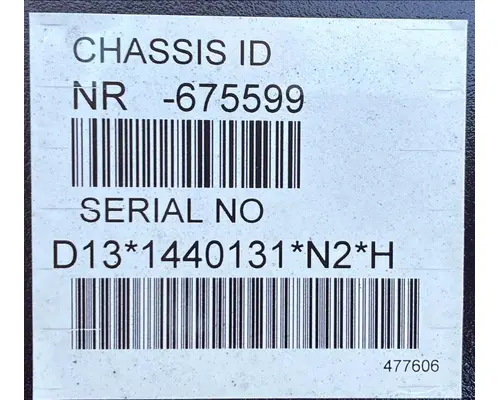 CHASSIS ID
NR -675599
SERIAL NO
D13*1440131*N2*H
477606